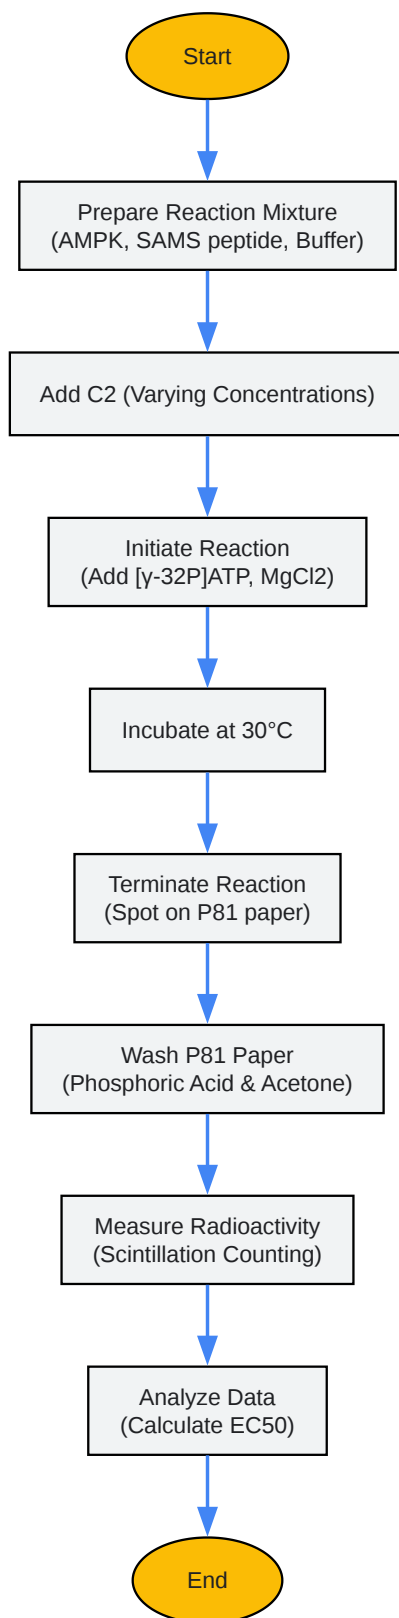 Start
Prepare Reaction Mixture
(AMPK, SAMS peptide, Buffer)
Add C2 (Varying Concentrations)
Initiate Reaction
(Add [γ-32P]ATP, MgCl2)
Incubate at 30°C
Terminate Reaction
(Spot on P81 paper)
Wash P81 Paper
(Phosphoric Acid & Acetone)
Measure Radioactivity
(Scintillation Counting)
Analyze Data
(Calculate EC50)
End